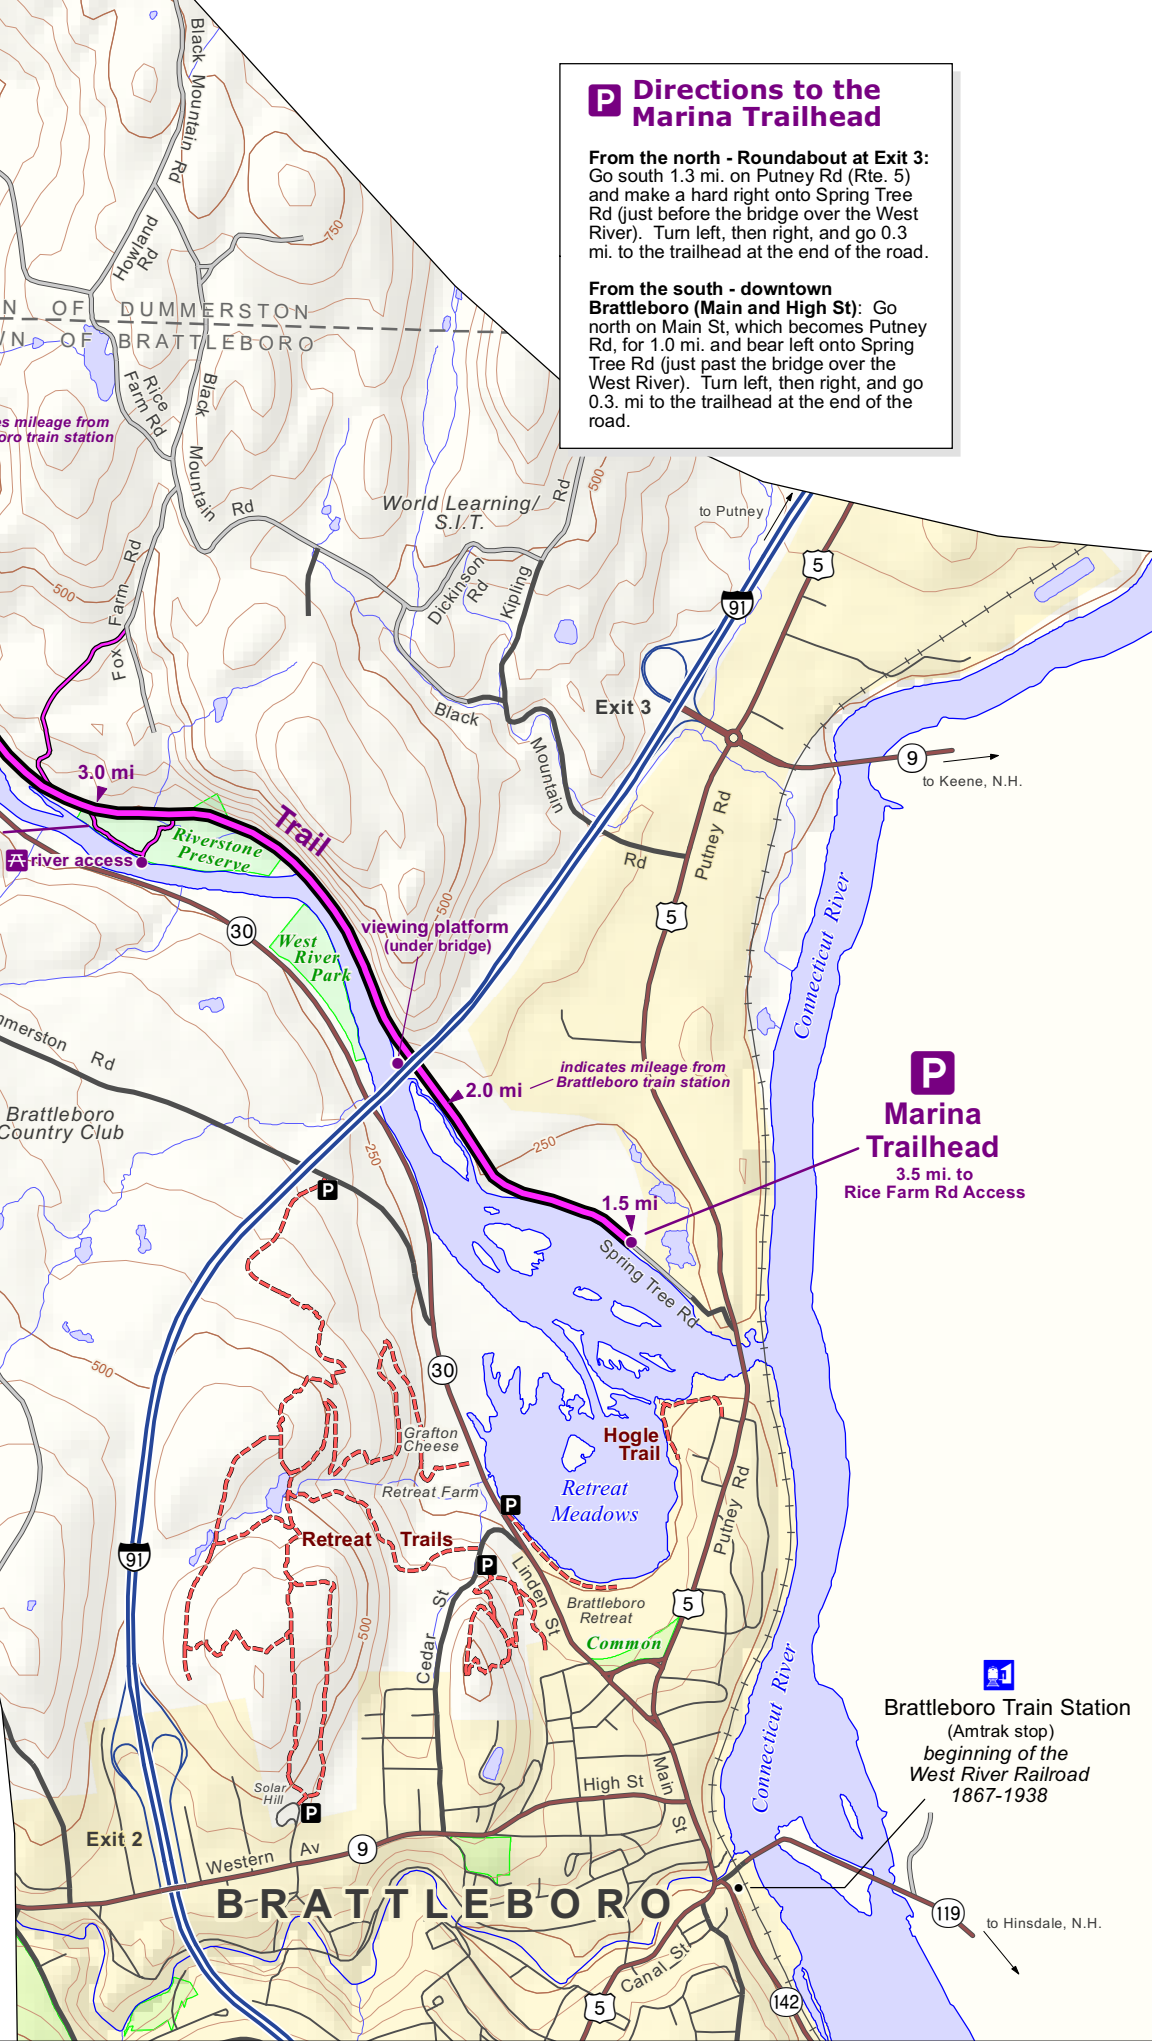 Black Mountain Rd
P Directions to the
Marina Trailhead
From the north - Roundabout at Exit 3:
Go south 1.3 mi. on Putney Rd (Rte. 5)
and make a hard right onto Spring Tree
Rd (just before the bridge over the West
River).  Turn left, then right, and go 0.3
mi. to the trailhead at the end of the road.
From the south - downtown
Brattleboro (Main and High St):  Go
north on Main St, which becomes Putney
Rd, for 1.0 mi. and bear left onto Spring
Tree Rd (just past the bridge over the
West River).  Turn left, then right, and go
0.3. mi to the trailhead at the end of the
road.
750
Howland
Rd
N OF DUMMERSTON
WN OF BRATTLEBORO
Rice
Farm Rd
Black
Mountain
Rd
es mileage from
oro train station
World Learning/
S.I.T.
Rd
500
to Putney
5
91
500
Fox Farm Rd
Dickinson
Rd
Kipling
Black
Mountain
Rd
Exit 3
9
to Keene, N.H.
3.0 mi
Trail
Riverstone
Preserve
river access
Putney Rd
5
30
500
viewing platform
(under bridge)
West
River
Park
Connecticut River
mmerston Rd
indicates mileage from
Brattleboro train station
2.0 mi
P
Marina
Trailhead
3.5 mi. to
Rice Farm Rd Access
Brattleboro
Country Club
250
250
P
1.5 mi
Spring Tree Rd
500
30
Grafton
Cheese
Hogle
Trail
Retreat Farm
Retreat
Meadows
P
Retreat Trails
Putney Rd
91
P
Linden St
Cedar St
500
Brattleboro
Retreat
5
Common
Connecticut River
Brattleboro Train Station
(Amtrak stop)
beginning of the
West River Railroad
1867-1938
Main St
High St
Solar
Hill
P
Exit 2
Western Av
9
BRATTLEBORO
119
to Hinsdale, N.H.
Canal St
5
142